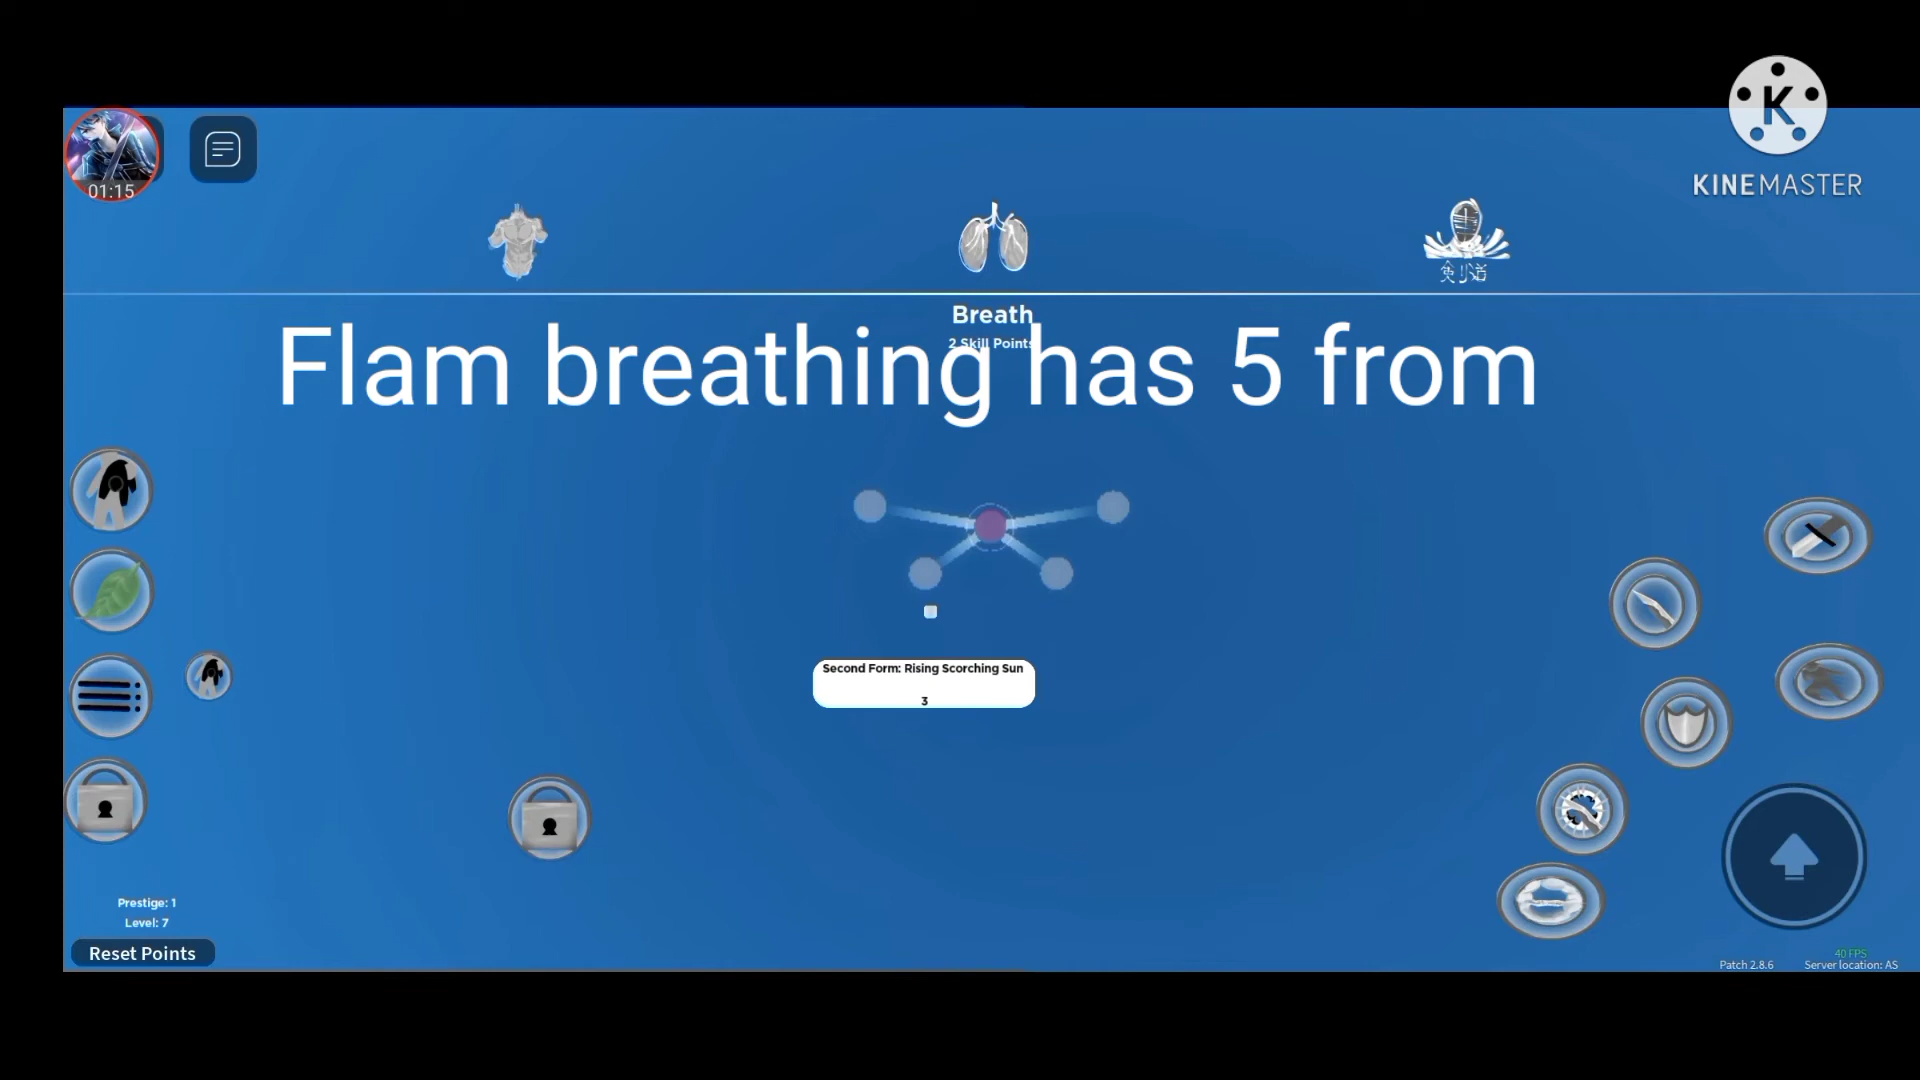 01:15
KINEMASTER
Breath
2 Skill Points
Flam breathing has 5 from
Second Form: Rising Scorching Sun
3
Prestige: 1
Level: 7
Reset Points
40 FPS
Patch 2.8.6
Server location: AS